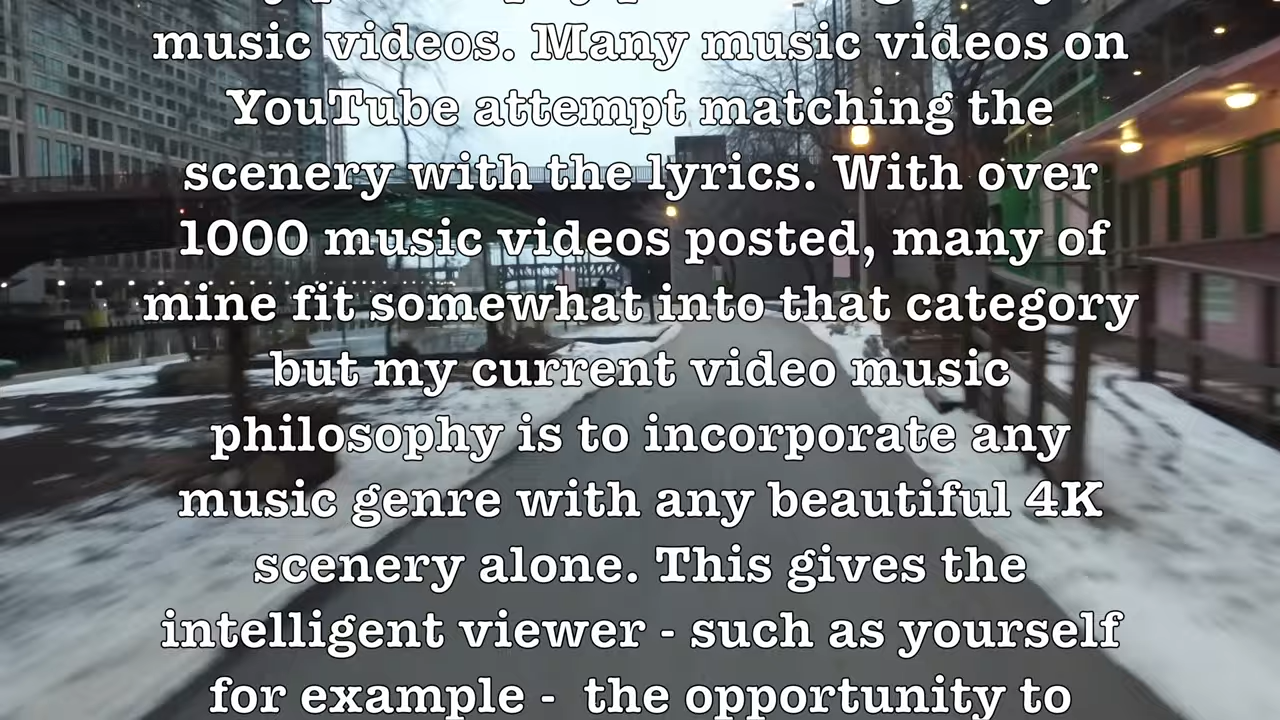 music videos. Many music videos on
YouTube attempt matching the
scenery with the lyrics. With over
1000 music videos posted, many of
mine fit somewhat into that category
but my current video music
philosophy is to incorporate any
music genre with any beautiful 4K
scenery alone. This gives the
intelligent viewer - such as yourself
for example -  the opportunity to